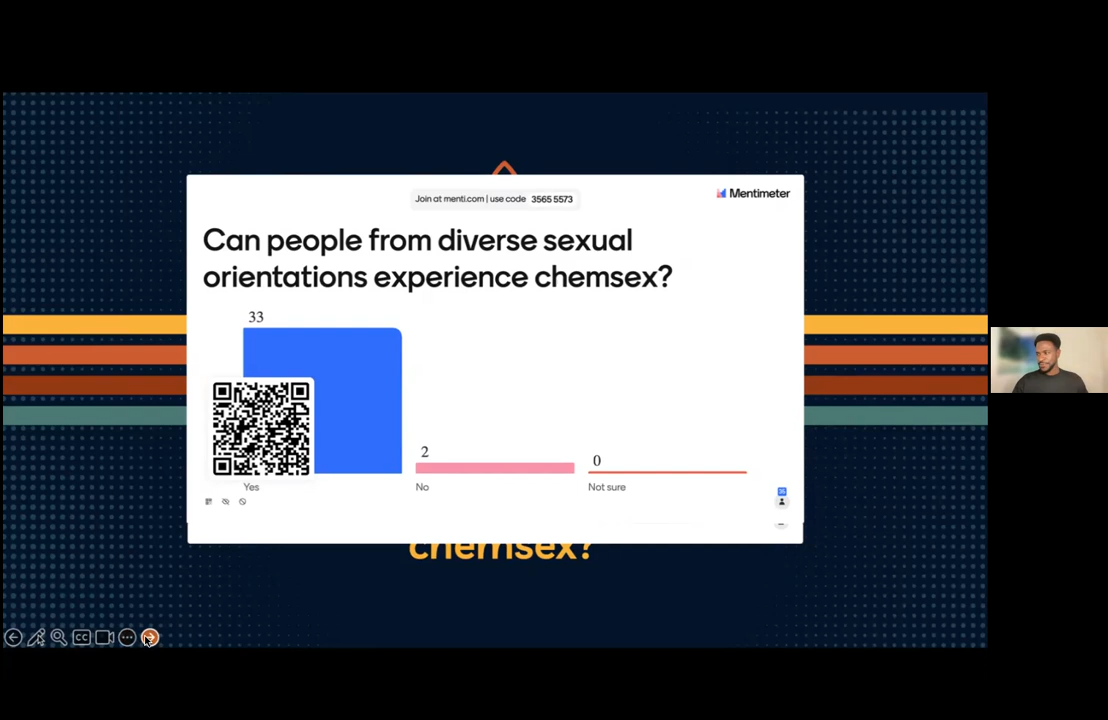 Join at menti.com | use code 3565 5573
Mentimeter
Can people from diverse sexual
orientations experience chemsex?
33
2
0
Yes
No
Not sure
chemsex?
CC